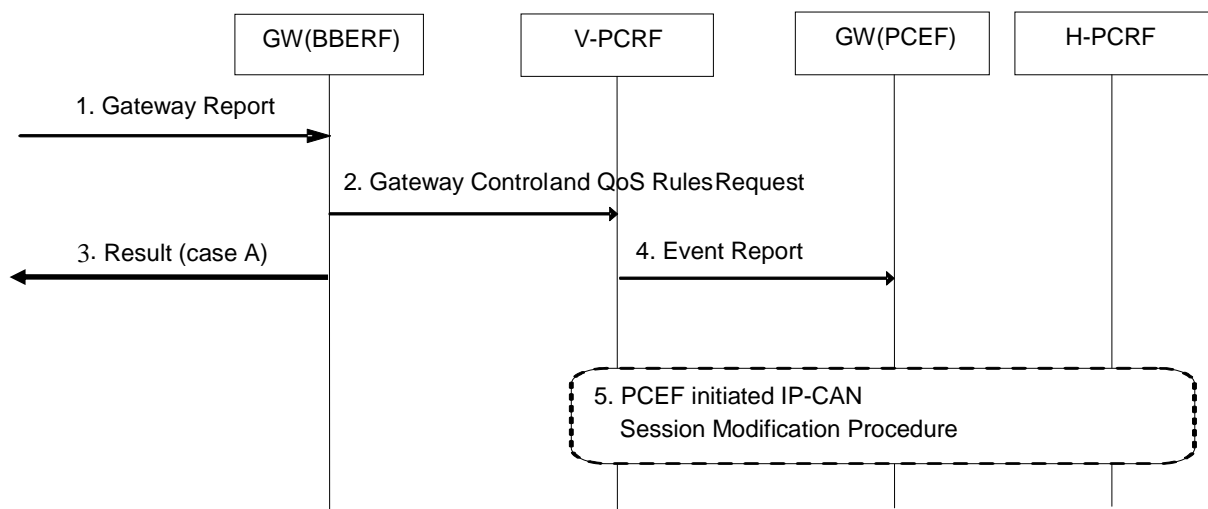 GW(BBERF)
V-PCRF
GW(PCEF)
H-PCRF
1. Gateway Report
2. Gateway Controland QoS RulesRequest
3. Result (case A)
4. Event Report
5. PCEF initiated IP-CAN
Session Modification Procedure